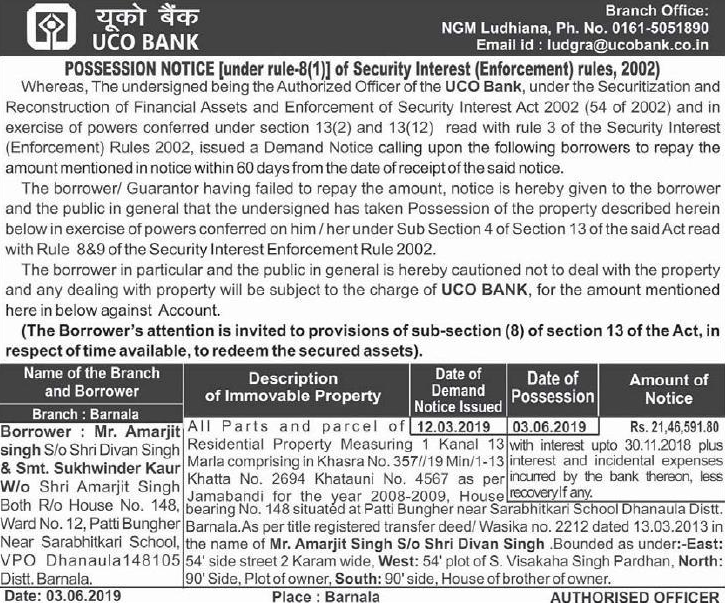 यूको बैंक
UCO BANK
Branch Office:
NGM Ludhiana, Ph. No. 0161-5051890
Email id : ludgra@ucobank.co.in
POSSESSION NOTICE [under rule-8(1)] of Security Interest (Enforcement) rules, 2002)
Whereas, The undersigned being the Authorized Officer of the UCO Bank, under the Securitization and
Reconstruction of Financial Assets and Enforcement of Security Interest Act 2002 (54 of 2002) and in
exercise of powers conferred under section 13(2) and 13(12) read with rule 3 of the Security Interest
(Enforcement) Rules 2002, issued a Demand Notice calling upon the following borrowers to repay the
amount mentioned in notice within 60 days from the date of receipt of the said notice.
The borrower/ Guarantor having failed to repay the amount, notice is hereby given to the borrower
and the public in general that the undersigned has taken Possession of the property described herein
below in exercise of powers conferred on him / her under Sub Section 4 of Section 13 of the said Act read
with Rule 8&9 of the Security Interest Enforcement Rule 2002.
The borrower in particular and the public in general is hereby cautioned not to deal with the property
and any dealing with property will be subject to the charge of UCO BANK, for the amount mentioned
here in below against Account.
(The Borrower's attention is invited to provisions of sub-section (8) of section 13 of the Act, in
respect of time available, to redeem the secured assets).
Name of the Branch
and Borrower
Description
of Immovable Property
Date of
Demand
Notice Issued
Date of
Possession
Amount of
Notice
Branch : Barnala
Borrower : Mr. Amarjit
singh S/o Shri Divan Singh
& Smt. Sukhwinder Kaur
W/o Shri Amarjit Singh
Both R/o House No. 148,
Ward No. 12, Patti Bungher
Near Sarabhitkari School,
VPO Dhanaula148105
Distt. Barnala.
All Parts and parcel of
Residential Property Measuring 1 Kanal 13
Marla comprising in Khasra No. 357//19 Min/1-13
Khatta No. 2694 Khatauni No. 4567 as per
Jamabandi for the year 2008-2009, House
bearing No. 148 situated at Patti Bungher near Sarabhitkari School Dhanaula Distt.
Barnala. As per title registered transfer deed/ Wasika no. 2212 dated 13.03.2013 in
the name of Mr. Amarjit Singh S/o Shri Divan Singh .Bounded as under:-East:
54' side street 2 Karam wide, West: 54' plot of S. Visakaha Singh Pardhan, North:
90' Side, Plot of owner, South: 90' side, House of brother of owner.
12.03.2019
03.06.2019
Rs. 21,46,591.80
with interest upto 30.11.2018 plus
interest and incidental expenses
incurred by the bank thereon, less
recovery If any.
Date: 03.06.2019
Place : Barnala
AUTHORISED OFFICER